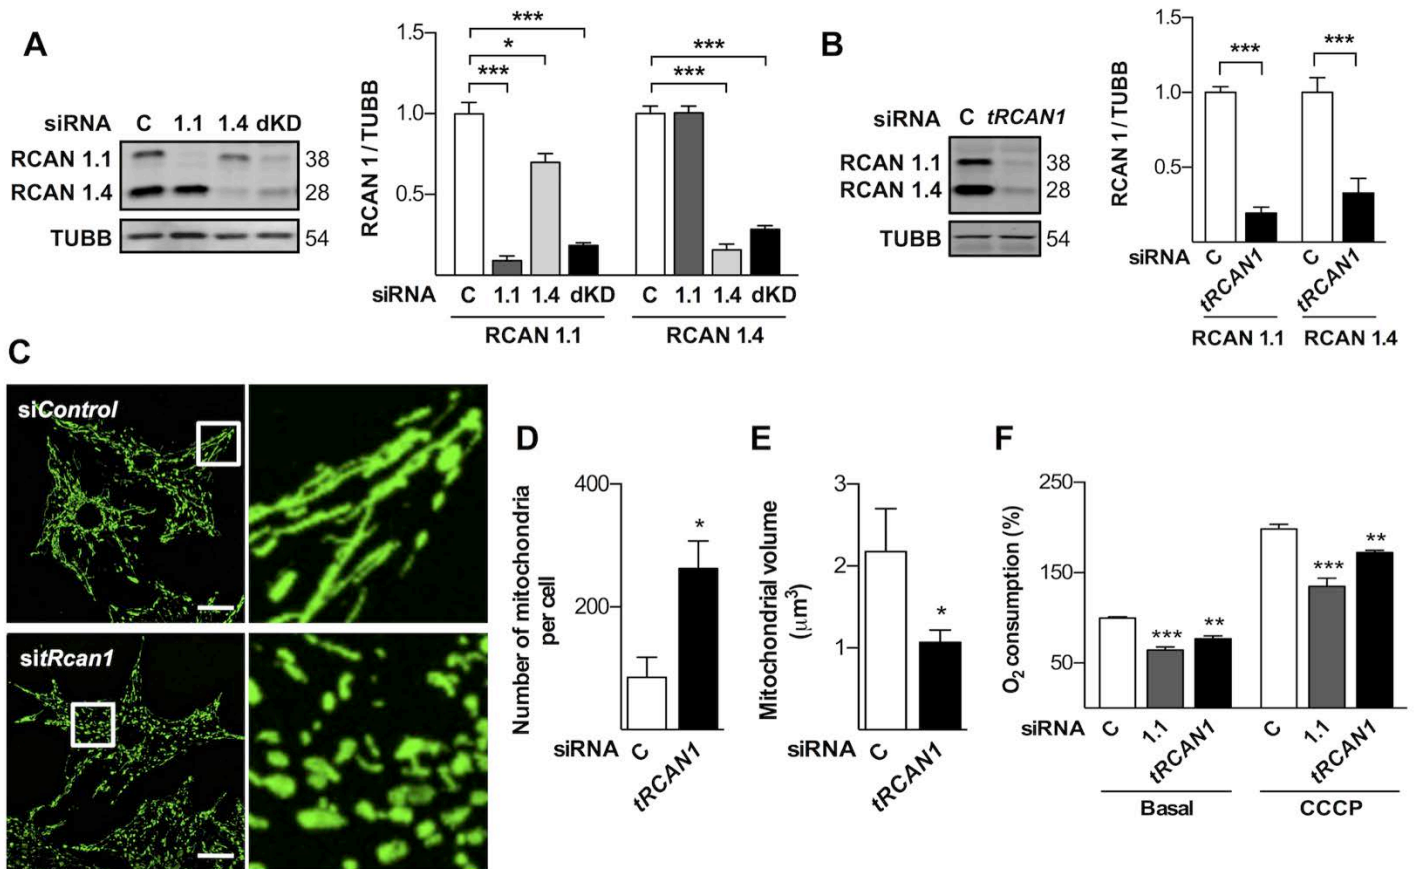 A
siRNA C 1.1 1.4 dKD
RCAN 1.1 38
RCAN 1.4 28
TUBB 54
RCAN 1 / TUBB
1.5
1.0
0.5
***
*
***
***
***
siRNA C 1.1 1.4 dKD C 1.1 1.4 dKD
RCAN 1.1 RCAN 1.4
B
siRNA C tRCAN1
RCAN 1.1 38
RCAN 1.4 28
TUBB 54
RCAN 1 / TUBB
1.5
1.0
0.5
*** ***
siRNA C tRCAN1 C tRCAN1
RCAN 1.1 RCAN 1.4
C
siControl
sitRcan1
D
Number of mitochondria
per cell
400
200
*
siRNA C tRCAN1
E
Mitochondrial volume
(μm³)
3
2
1
*
siRNA C tRCAN1
F
O₂ consumption (%)
250
150
50
*** ** *** **
siRNA C 1.1 tRCAN1 C 1.1 tRCAN1
Basal CCCP